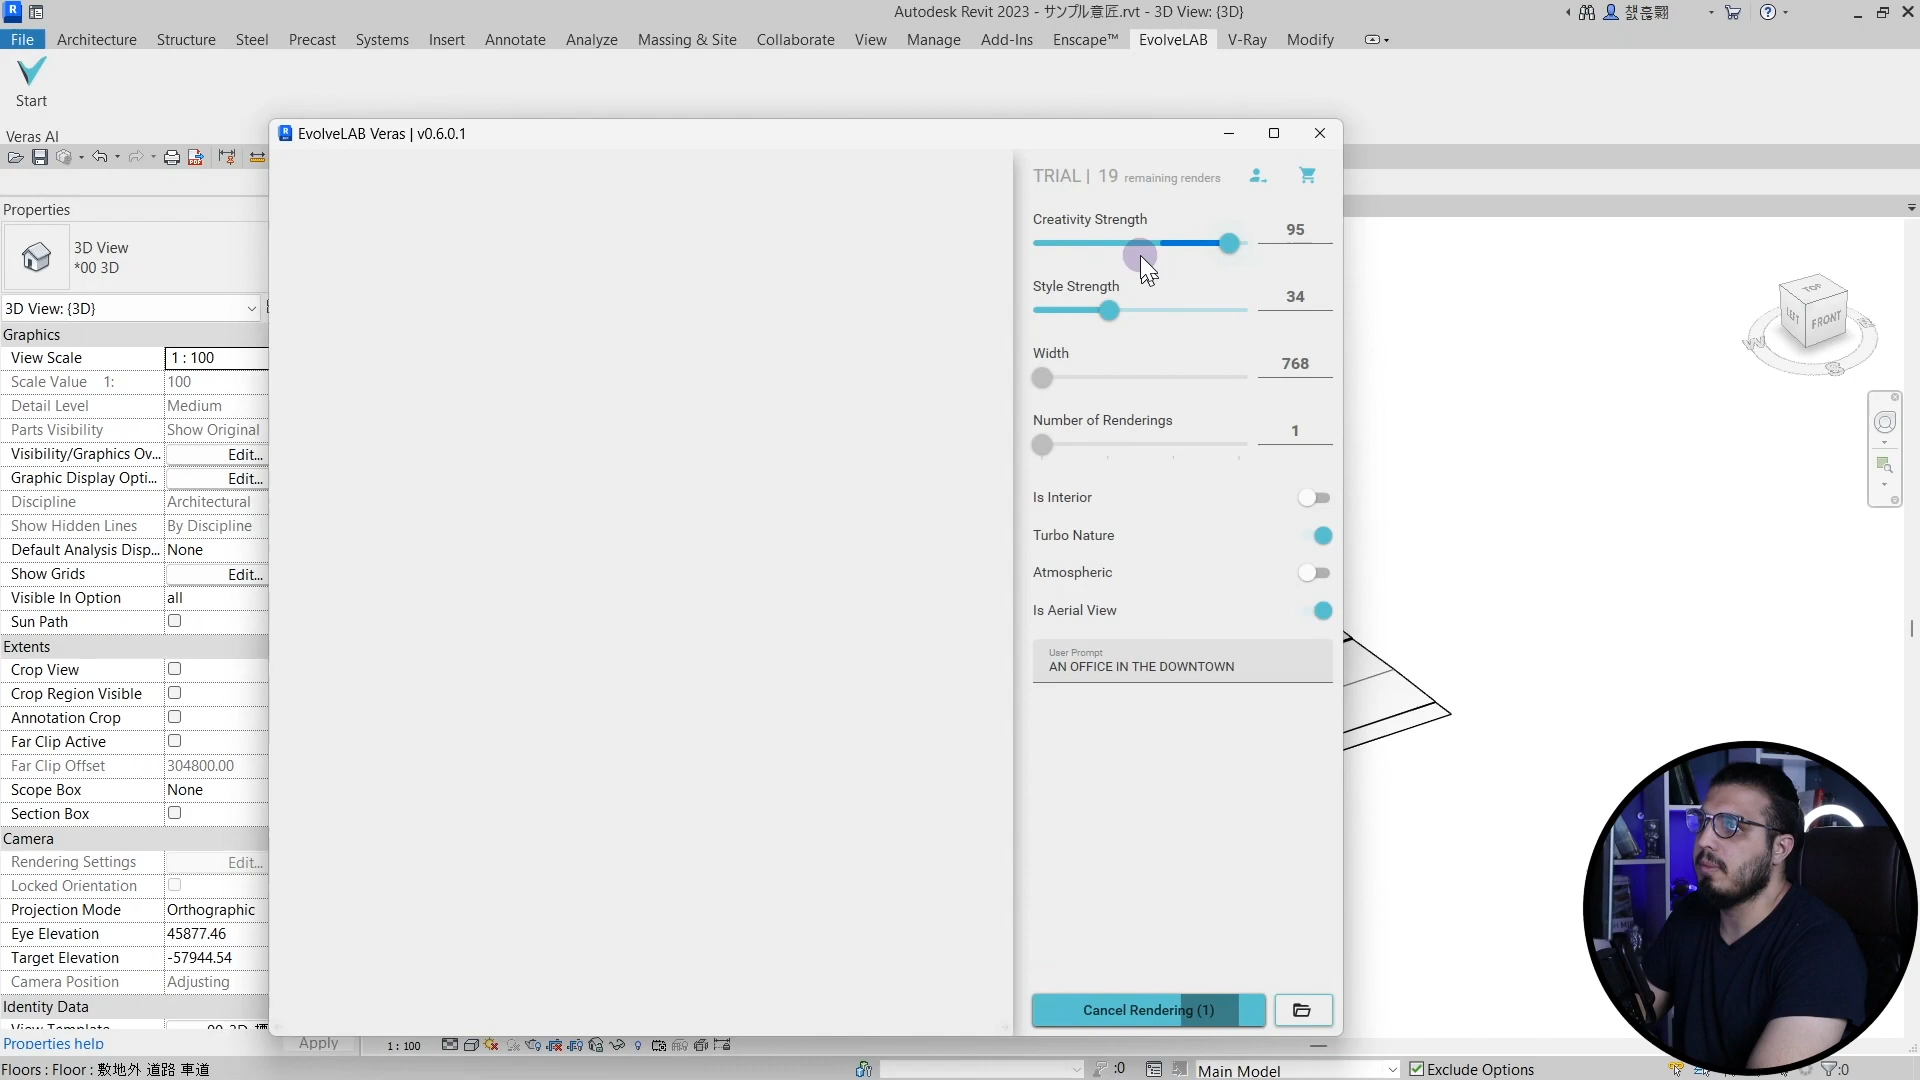 Autodesk Revit 2023 - サンプル意匠.rvt - 3D View: {3D}
File Architecture Structure Steel Precast Systems Insert Annotate Analyze Massing & Site Collaborate View Manage Add-Ins Enscape™ EvolveLAB V-Ray Modify
Start
Veras AI
EvolveLAB Veras | v0.6.0.1
TRIAL | 19 remaining renders
Creativity Strength
95
Style Strength
34
Width
768
Number of Renderings
1
Is Interior
Turbo Nature
Atmospheric
Is Aerial View
User Prompt
AN OFFICE IN THE DOWNTOWN
Cancel Rendering (1)
Properties
3D View
*00 3D
3D View: {3D}
Graphics
View Scale 1 : 100
Scale Value 1: 100
Detail Level Medium
Parts Visibility Show Original
Visibility/Graphics Ov... Edit...
Graphic Display Opti... Edit...
Discipline Architectural
Show Hidden Lines By Discipline
Default Analysis Disp... None
Show Grids Edit...
Visible In Option all
Sun Path
Extents
Crop View
Crop Region Visible
Annotation Crop
Far Clip Active
Far Clip Offset 304800.00
Scope Box None
Section Box
Camera
Rendering Settings Edit...
Locked Orientation
Projection Mode Orthographic
Eye Elevation 45877.46
Target Elevation -57944.54
Camera Position Adjusting
Identity Data
Properties help Apply
1 : 100
Floors : Floor : 敷地外 道路 車道
:0
Main Model
Exclude Options
:0
TOP
LEFT
FRONT
W
S
E